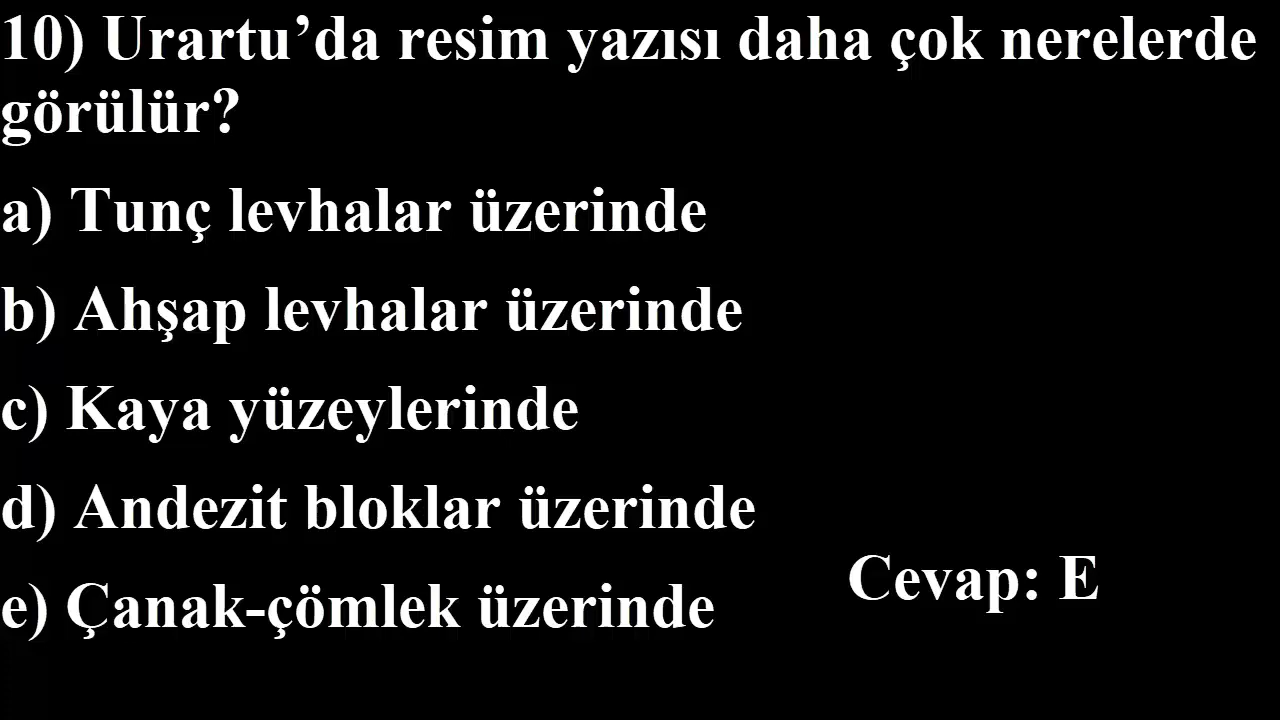 10) Urartu’da resim yazısı daha çok nerelerde
görülür?
a) Tunç levhalar üzerinde
b) Ahşap levhalar üzerinde
c) Kaya yüzeylerinde
d) Andezit bloklar üzerinde
e) Çanak-çömlek üzerinde
Cevap: E